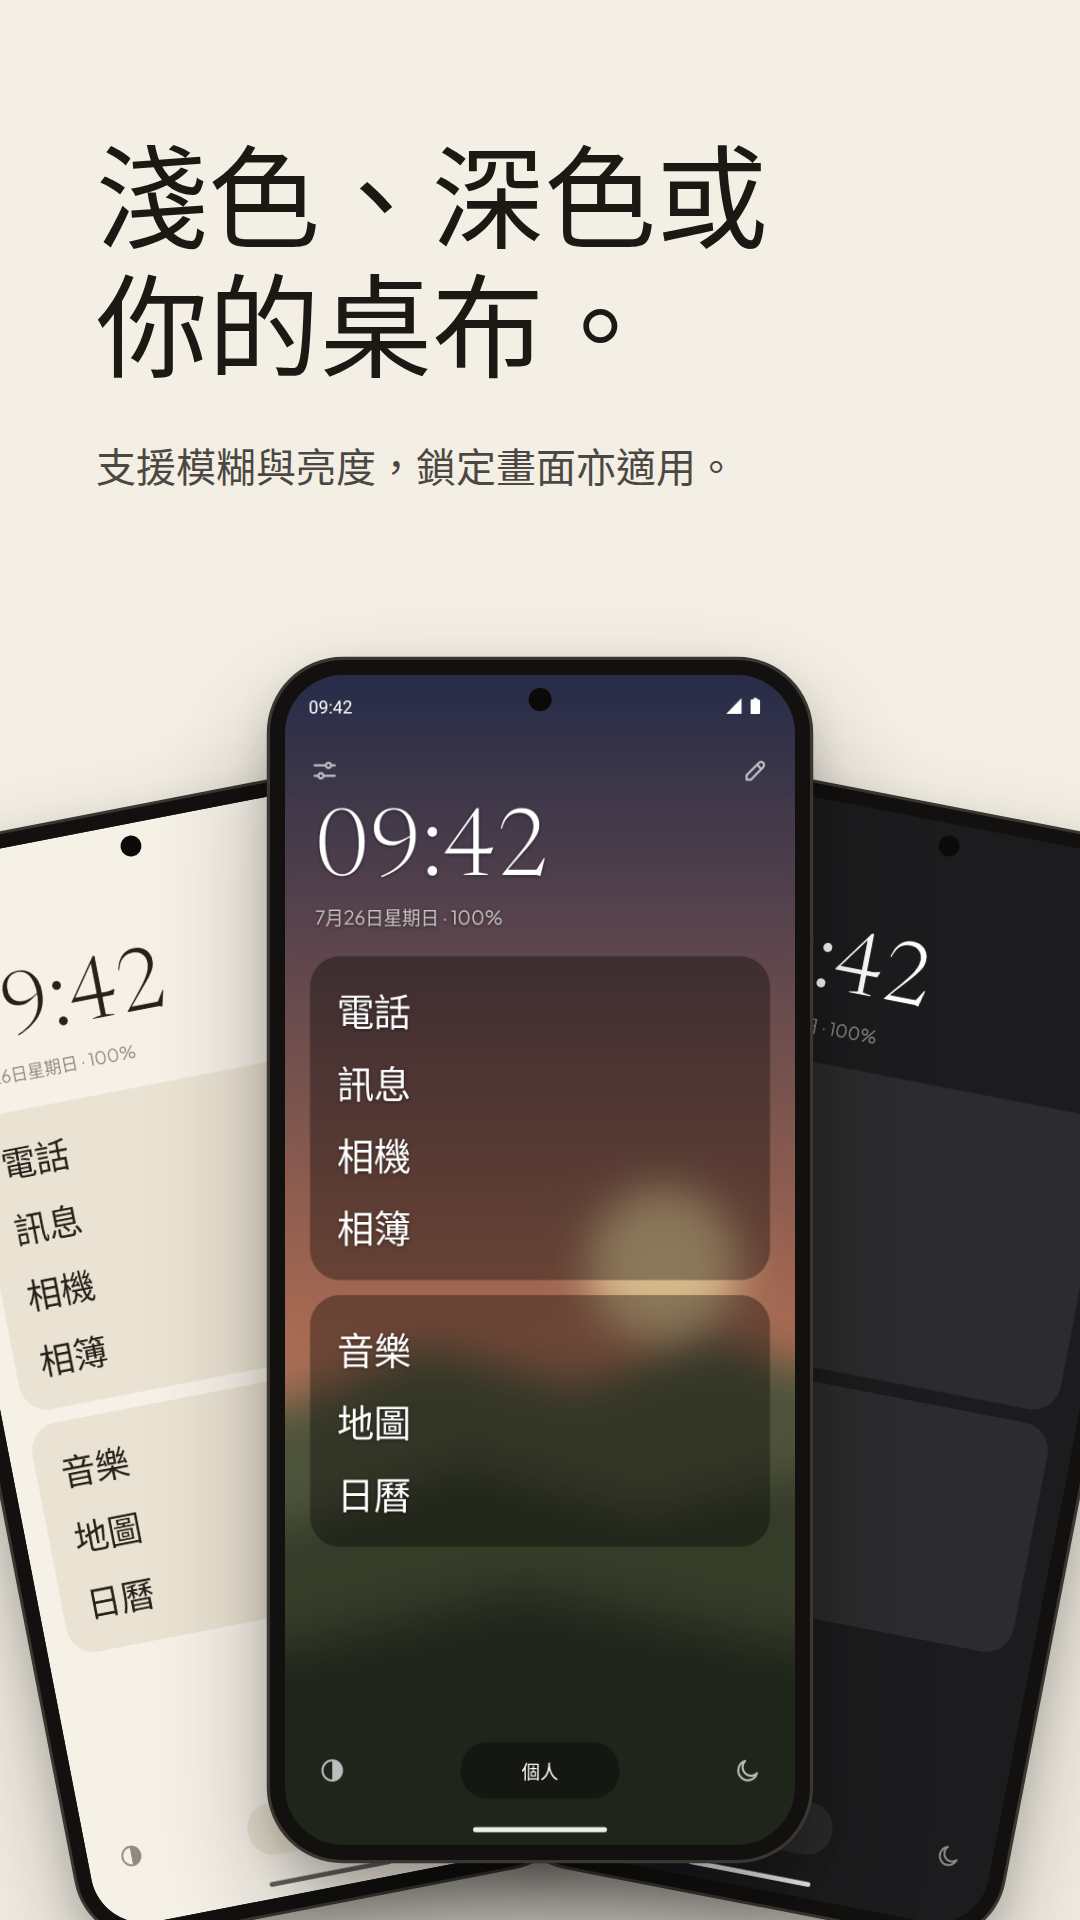 淺色、深色或
你的桌布。
支援模糊與亮度，鎖定畫面亦適用。
09:42
09:42
7月26日星期日 · 100%
電話
訊息
相機
相簿
音樂
地圖
日曆
個人
9:42
6日星期日 · 100%
電話
訊息
相機
相簿
音樂
地圖
日曆
:42
日 · 100%